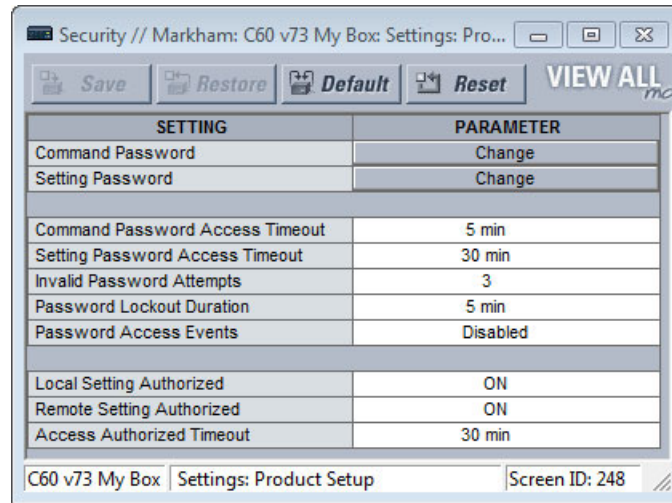 Security // Markham: C60 v73 My Box: Settings: Pro...
Save Restore Default Reset VIEW ALL mo
SETTING PARAMETER
Command Password Change
Setting Password Change
Command Password Access Timeout 5 min
Setting Password Access Timeout 30 min
Invalid Password Attempts 3
Password Lockout Duration 5 min
Password Access Events Disabled
Local Setting Authorized ON
Remote Setting Authorized ON
Access Authorized Timeout 30 min
C60 v73 My Box Settings: Product Setup Screen ID: 248